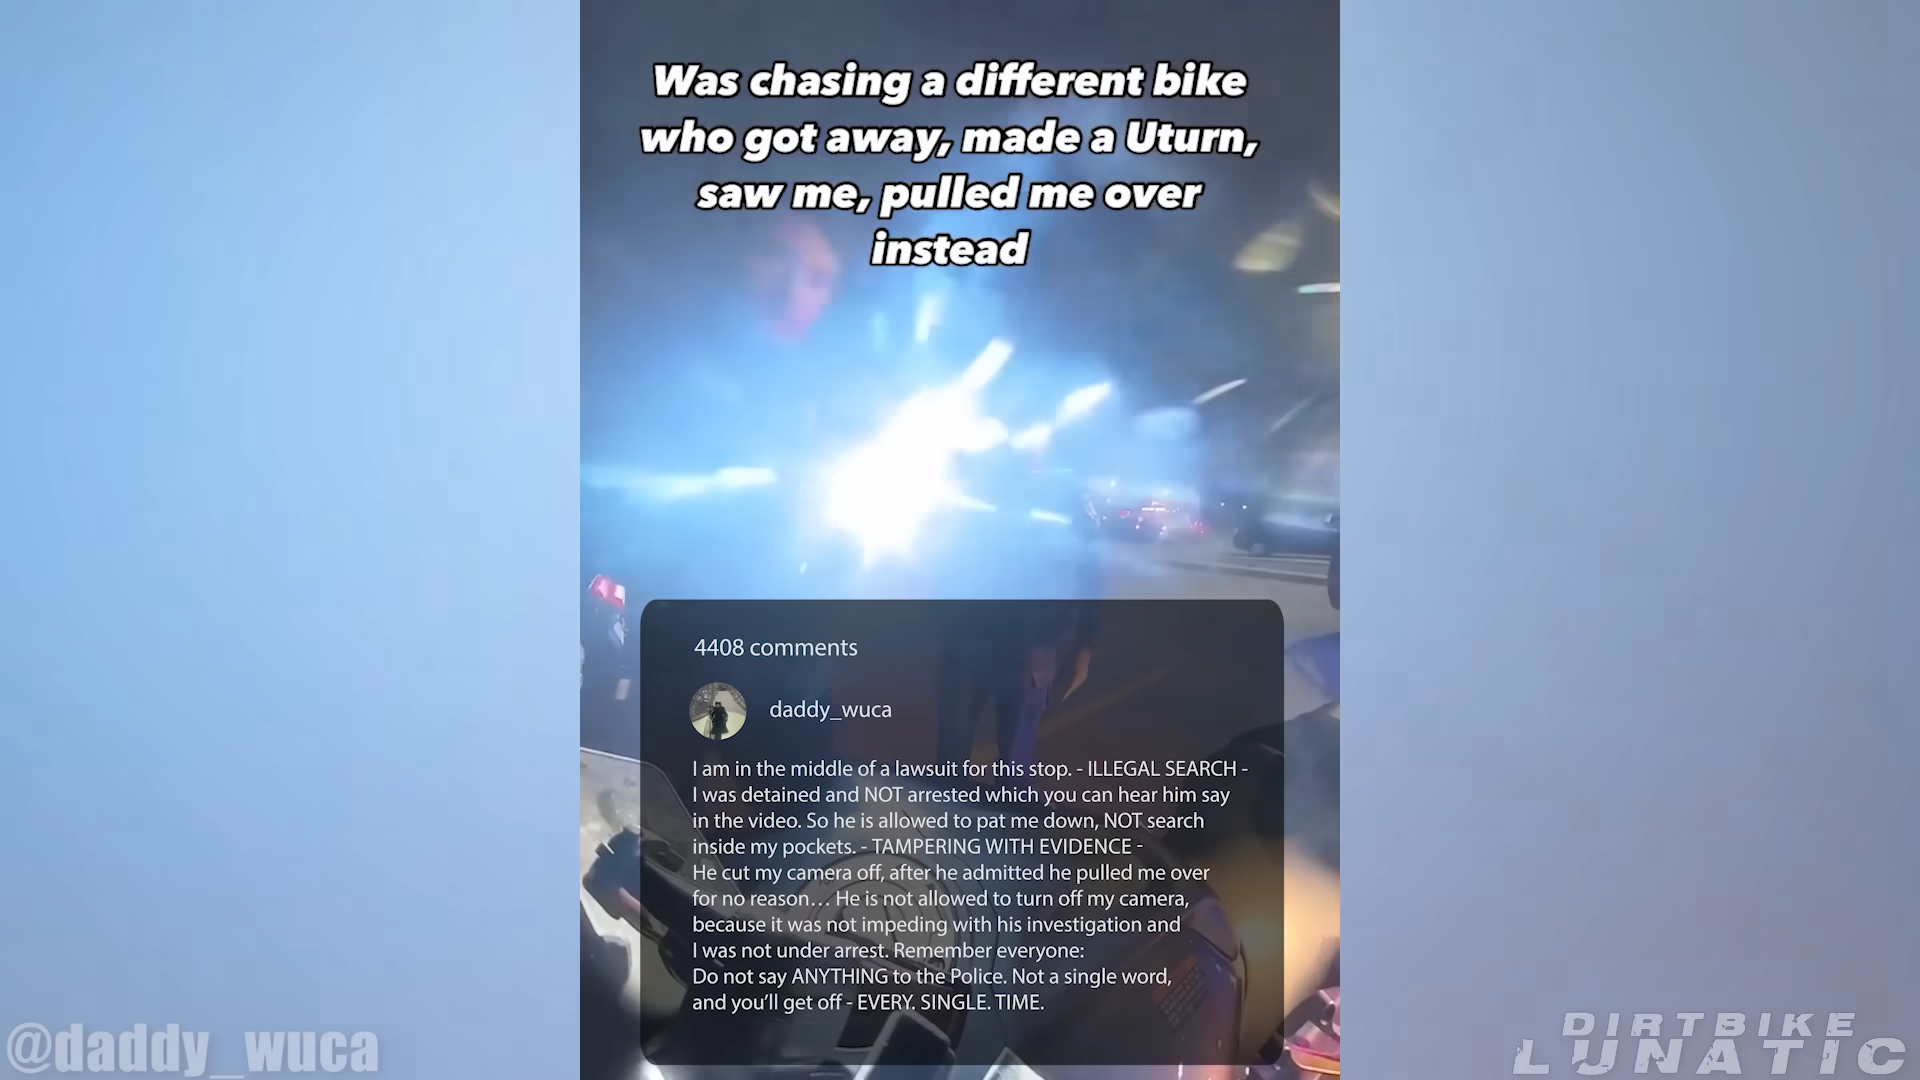 Was chasing a different bike
who got away, made a Uturn,
saw me, pulled me over
instead
4408 comments
daddy_wuca
I am in the middle of a lawsuit for this stop. - ILLEGAL SEARCH -
I was detained and NOT arrested which you can hear him say
in the video. So he is allowed to pat me down, NOT search
inside my pockets. - TAMPERING WITH EVIDENCE -
He cut my camera off, after he admitted he pulled me over
for no reason... He is not allowed to turn off my camera,
because it was not impeding with his investigation and
I was not under arrest. Remember everyone:
Do not say ANYTHING to the Police. Not a single word,
and you’ll get off - EVERY. SINGLE. TIME.
@daddy_wuca
DIRTBIKE
LUNATIC